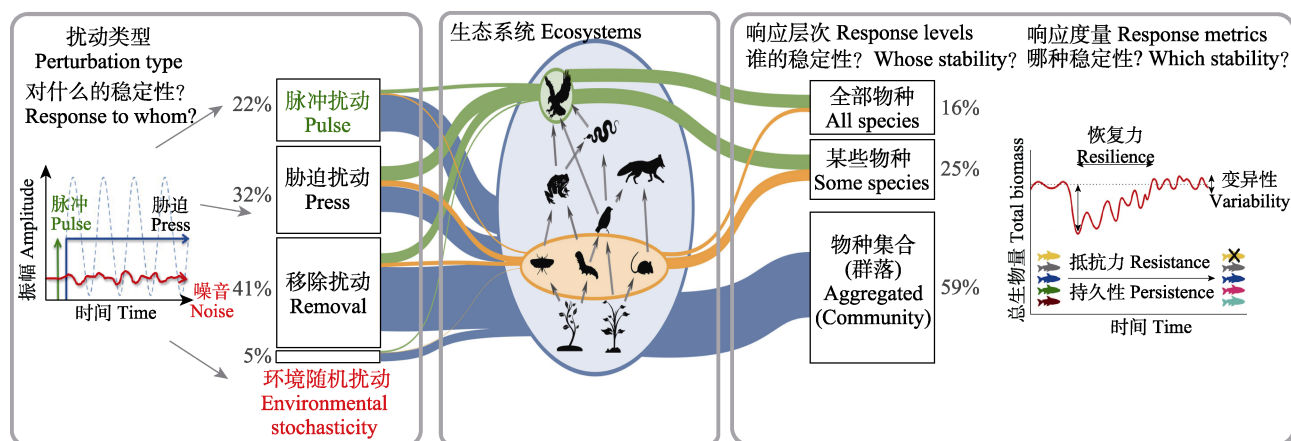 扰动类型
Perturbation type
对什么的稳定性?
Response to whom?
振幅 Amplitude
脉冲
Pulse
胁迫
Press
噪音
Noise
时间 Time
22%
脉冲扰动
Pulse
32%
胁迫扰动
Press
41%
移除扰动
Removal
5%
环境随机扰动
Environmental
stochasticity
生态系统 Ecosystems
响应层次 Response levels
谁的稳定性? Whose stability?
全部物种
All species
16%
某些物种
Some species
25%
物种集合
(群落)
Aggregated
(Community)
59%
响应度量 Response metrics
哪种稳定性? Which stability?
总生物量 Total biomass
恢复力
Resilience
变异性
Variability
抵抗力 Resistance
持久性 Persistence
时间 Time